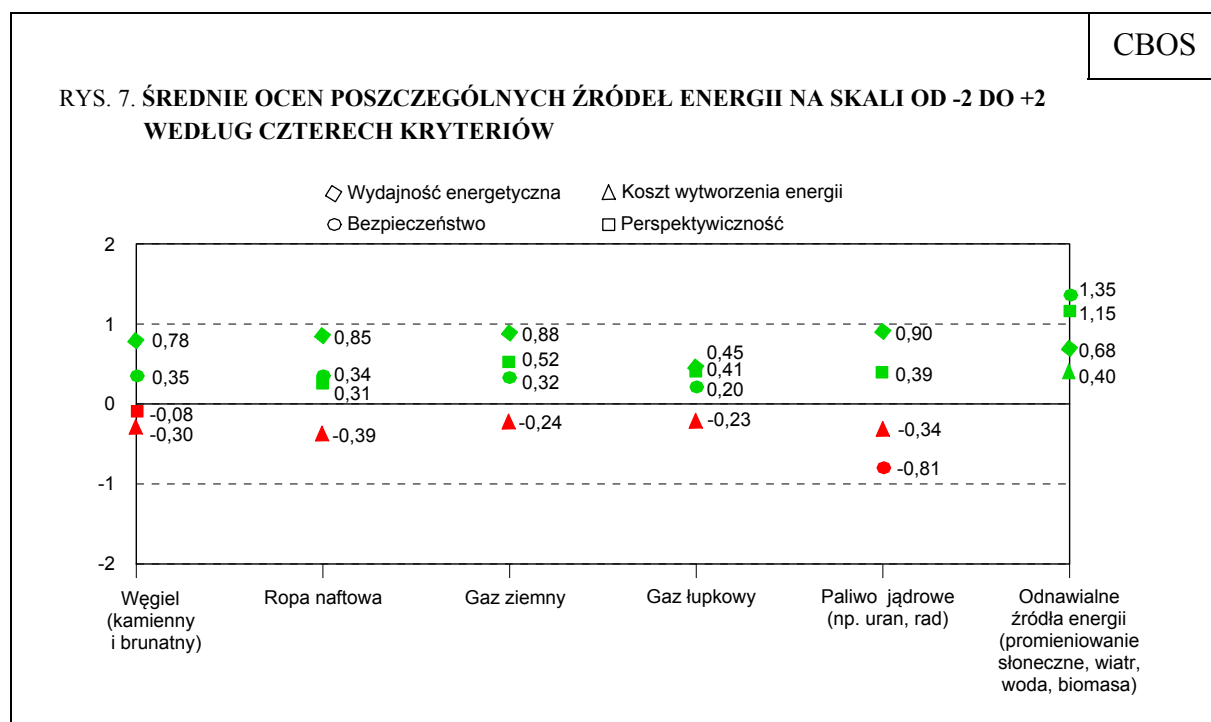 CBOS
RYS. 7. ŚREDNIE OCEN POSZCZEGÓLNYCH ŹRÓDEŁ ENERGII NA SKALI OD -2 DO +2
WEDŁUG CZTERECH KRYTERIÓW
Wydajność energetyczna
Koszt wytworzenia energii
Bezpieczeństwo
Perspektywiczność
2
1
0
-1
-2
0,78
0,35
-0,08
-0,30
0,85
0,34
0,31
-0,39
0,88
0,52
0,32
-0,24
0,45
0,41
0,20
-0,23
0,90
0,39
-0,34
-0,81
1,35
1,15
0,68
0,40
Węgiel
(kamienny
i brunatny)
Ropa naftowa
Gaz ziemny
Gaz łupkowy
Paliwo jądrowe
(np. uran, rad)
Odnawialne
źródła energii
(promieniowanie
słoneczne, wiatr,
woda, biomasa)